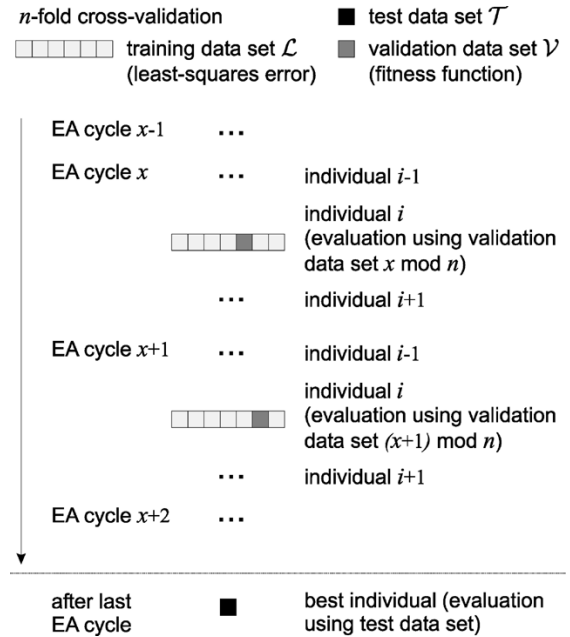 n-fold cross-validation
training data set ℒ
(least-squares error)
test data set 𝒯
validation data set 𝒱
(fitness function)
EA cycle x-1 ...
EA cycle x ... individual i-1
individual i
(evaluation using validation
data set x mod n)
... individual i+1
EA cycle x+1 ... individual i-1
individual i
(evaluation using validation
data set (x+1) mod n)
... individual i+1
EA cycle x+2 ...
after last
EA cycle
best individual (evaluation
using test data set)